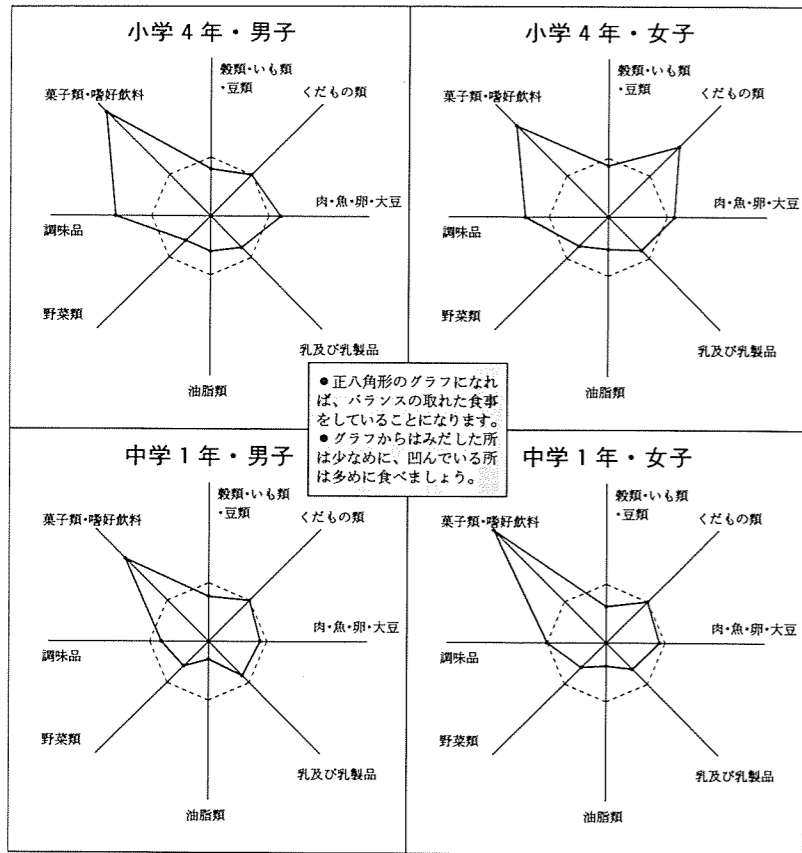 小学4年・男子
穀類・いも類
・豆類
菓子類・嗜好飲料
くだもの類
肉・魚・卵・大豆
調味品
野菜類
乳及び乳製品
油脂類
小学4年・女子
穀類・いも類
・豆類
菓子類・嗜好飲料
くだもの類
肉・魚・卵・大豆
調味品
野菜類
乳及び乳製品
油脂類
●正八角形のグラフになれ
ば、バランスの取れた食事
をしていることになります。
●グラフからはみだした所
は少なめに、凹んでいる所
は多めに食べましょう。
中学1年・男子
穀類・いも類
・豆類
菓子類・嗜好飲料
くだもの類
肉・魚・卵・大豆
調味品
野菜類
乳及び乳製品
油脂類
中学1年・女子
穀類・いも類
・豆類
菓子類・嗜好飲料
くだもの類
肉・魚・卵・大豆
調味品
野菜類
乳及び乳製品
油脂類